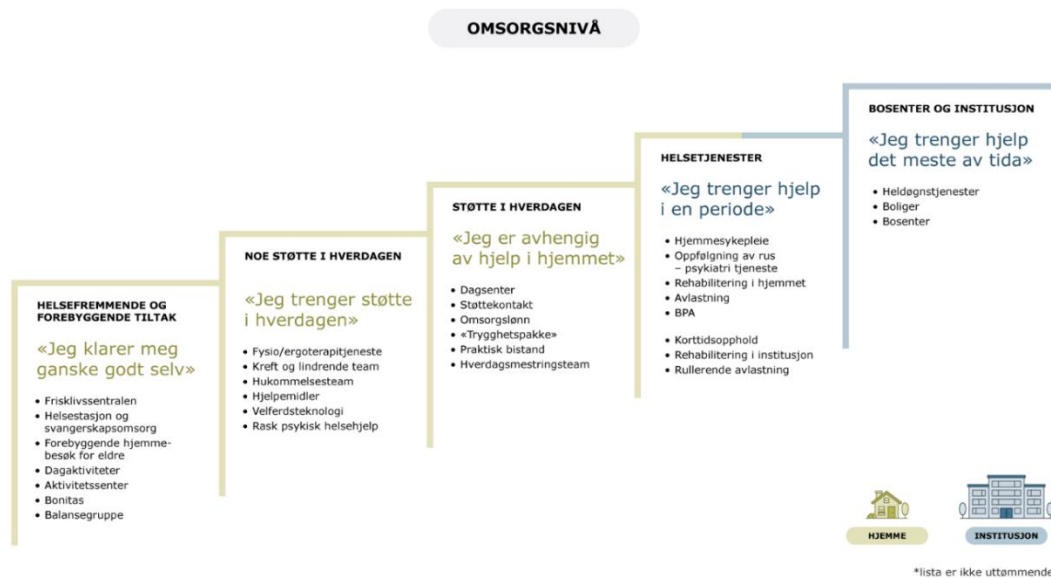 OMSORGSNIVÅ
HELSEFREMMENDE OG
FOREBYGGENDE TILTAK
«Jeg klarer meg
ganske godt selv»
• Frisklivssentralen
• Helsestasjon og
svangerskapsomsorg
• Forebyggende hjemme-
besøk for eldre
• Dagaktiviteter
• Aktivitetssenter
• Bonitas
• Balansegruppe
NOE STØTTE I HVERDAGEN
«Jeg trenger støtte
i hverdagen»
• Fysio/ergoterapitjeneste
• Kreft og lindrende team
• Hukommelsesteam
• Hjelpemidler
• Velferdsteknologi
• Rask psykisk helsehjelp
STØTTE I HVERDAGEN
«Jeg er avhengig
av hjelp i hjemmet»
• Dagsenter
• Støttekontakt
• Omsorgslønn
• «Trygghetspakke»
• Praktisk bistand
• Hverdagsmestringsteam
HELSETJENESTER
«Jeg trenger hjelp
i en periode»
• Hjemmesykepleie
• Oppfølgning av rus
– psykiatri tjeneste
• Rehabilitering i hjemmet
• Avlastning
• BPA
• Korttidsopphold
• Rehabilitering i institusjon
• Rullerende avlastning
BOSENTER OG INSTITUSJON
«Jeg trenger hjelp
det meste av tida»
• Heldøgnstjenester
• Boliger
• Bosenter
HJEMME
INSTITUSJON
*lista er ikke uttømmende